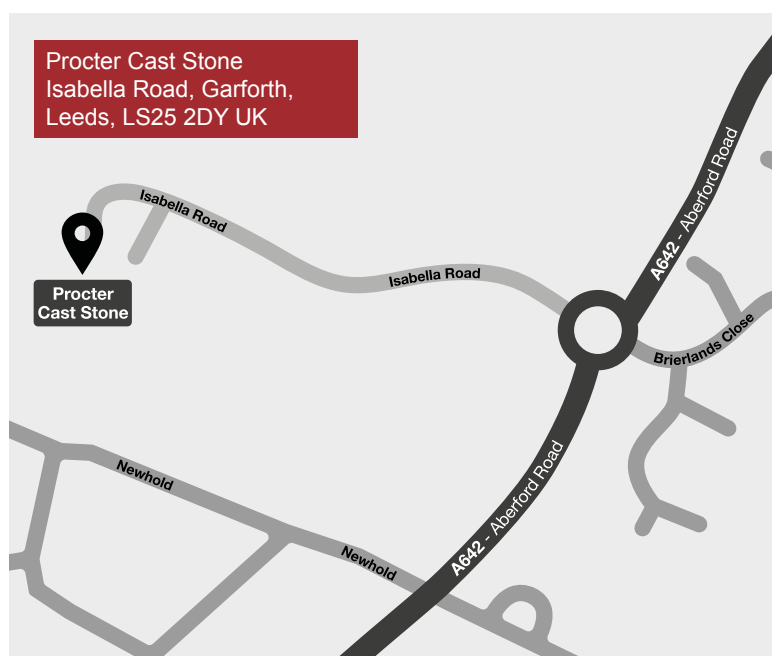 Procter Cast Stone
Isabella Road, Garforth,
Leeds, LS25 2DY UK
A642 - Aberford Road
Isabella Road
Isabella Road
Procter
Cast Stone
Brierlands Close
Newhold
A642 - Aberford Road
Newhold